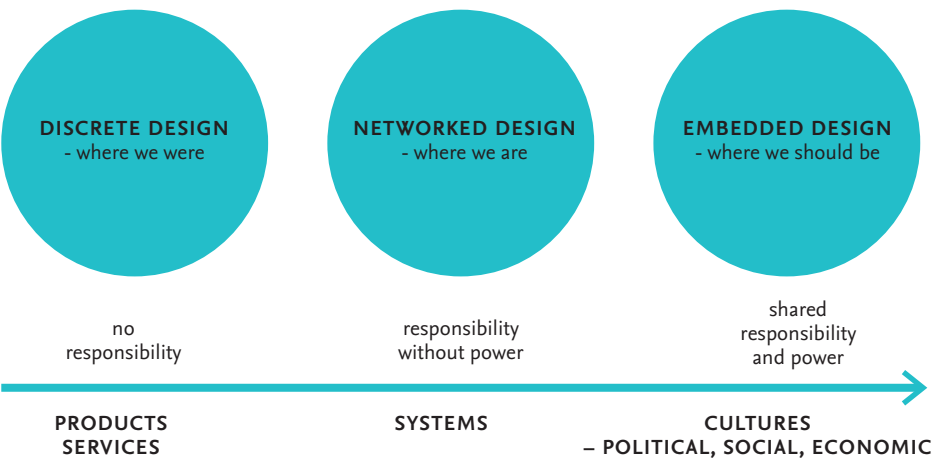 DISCRETE DESIGN
- where we were
NETWORKED DESIGN
- where we are
EMBEDDED DESIGN
- where we should be
no
responsibility
responsibility
without power
shared
responsibility
and power
PRODUCTS
SERVICES
SYSTEMS
CULTURES
– POLITICAL, SOCIAL, ECONOMIC